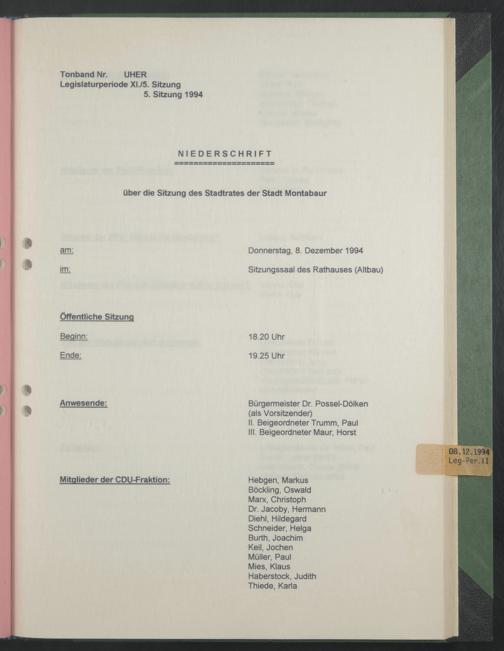 Tonband Nr. UHER
Legislaturperiode XI./5. Sitzung
5. Sitzung 1994
NIEDERSCHRIFT
=====================
über die Sitzung des Stadtrates der Stadt Montabaur
am: Donnerstag, 8. Dezember 1994
im: Sitzungssaal des Rathauses (Altbau)
Öffentliche Sitzung
Beginn: 18.20 Uhr
Ende: 19.25 Uhr
Anwesende: Bürgermeister Dr. Possel-Dölken
(als Vorsitzender)
II. Beigeordneter Trumm, Paul
III. Beigeordneter Maur, Horst
08.12.1994
Leg-Per.11
Mitglieder der CDU-Fraktion: Hebgen, Markus
Böckling, Oswald
Marx, Christoph
Dr. Jacoby, Hermann
Diehl, Hildegard
Schneider, Helga
Burth, Joachim
Keil, Jochen
Müller, Paul
Mies, Klaus
Haberstock, Judith
Thiede, Karla